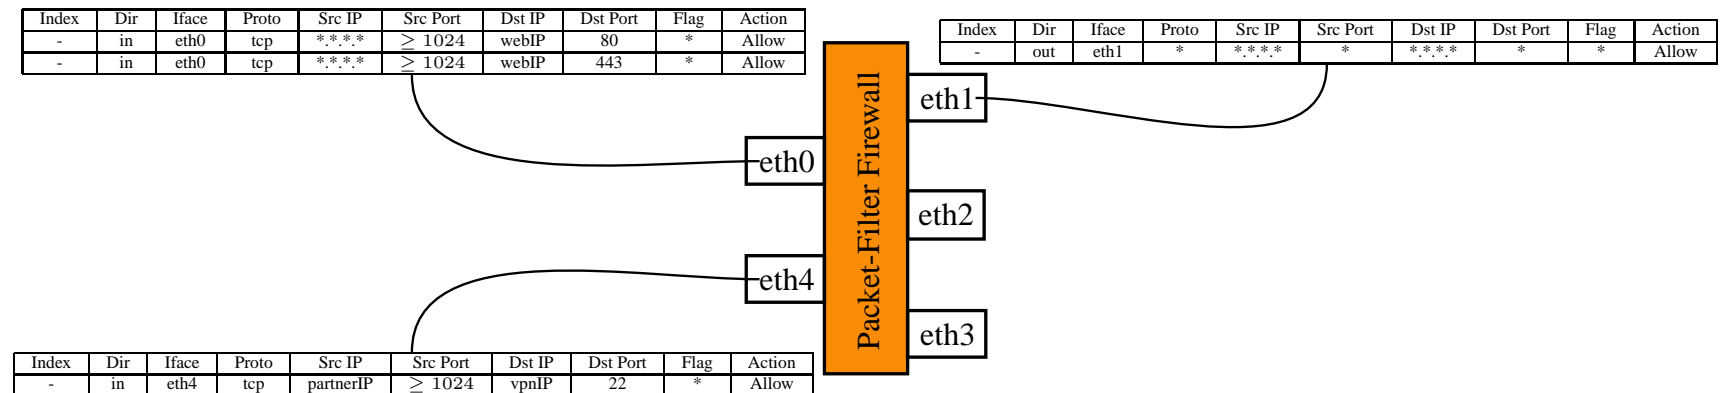 Index Dir Iface Proto Src IP Src Port Dst IP Dst Port Flag Action
- in eth0 tcp *.*.*.* ≥ 1024 webIP 80 * Allow
- in eth0 tcp *.*.*.* ≥ 1024 webIP 443 * Allow
Index Dir Iface Proto Src IP Src Port Dst IP Dst Port Flag Action
- out eth1 * *.*.*.* * *.*.*.* * * Allow
eth1
eth0
Packet-Filter Firewall
eth2
eth4
eth3
Index Dir Iface Proto Src IP Src Port Dst IP Dst Port Flag Action
- in eth4 tcp partnerIP ≥ 1024 vpnIP 22 * Allow